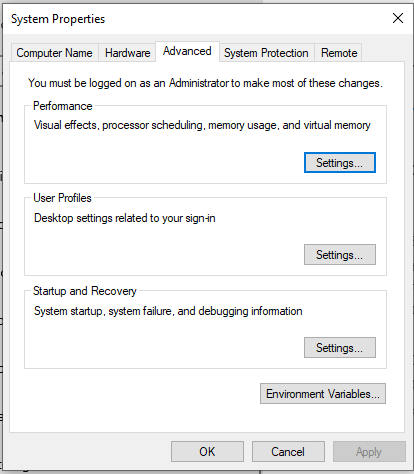 System Properties
Computer Name Hardware Advanced System Protection Remote
You must be logged on as an Administrator to make most of these changes.
Performance
Visual effects, processor scheduling, memory usage, and virtual memory
Settings...
User Profiles
Desktop settings related to your sign-in
Settings...
Startup and Recovery
System startup, system failure, and debugging information
Settings...
Environment Variables...
OK Cancel Apply